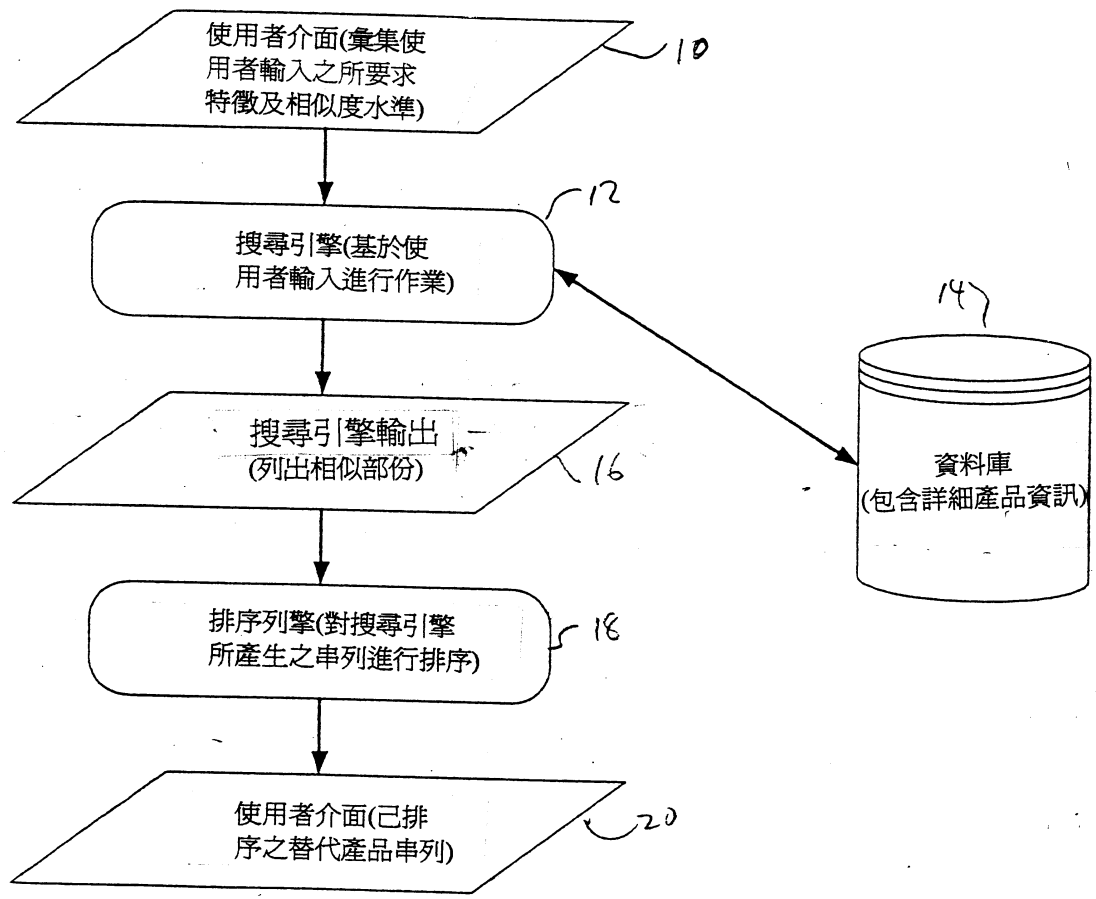 使用者介面(彙集使
用者輸入之所要求
特徵及相似度水準)
10
搜尋引擎(基於使
用者輸入進行作業)
12
14
資料庫
(包含詳細產品資訊)
搜尋引擎輸出
(列出相似部份)
16
排序列擎(對搜尋引擎
所產生之串列進行排序)
18
使用者介面(己排
序之替代產品串列)
20